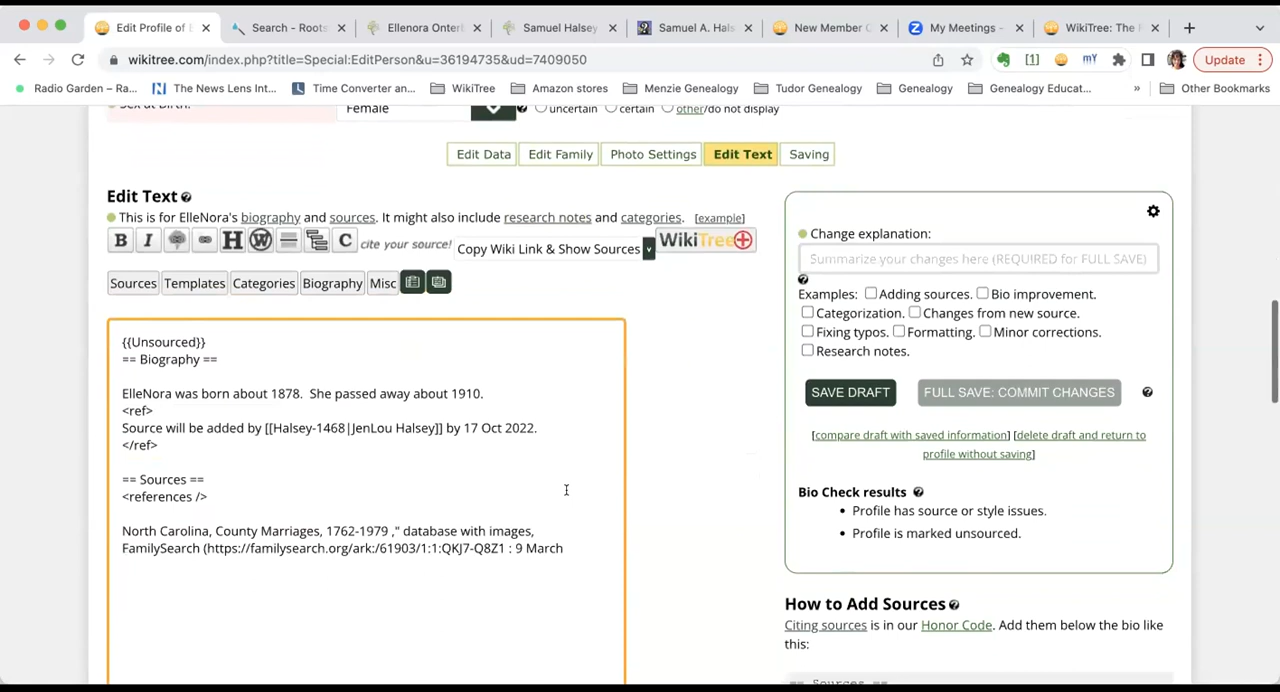 Edit Profile of E
Search - Roots
Ellenora Onterb
Samuel Halsey
Samuel A. Hals
New Member C
My Meetings -
WikiTree: The F
wikitree.com/index.php?title=Special:EditPerson&u=36194735&ud=7409050
Update
Radio Garden – Ra...
The News Lens Int...
Time Converter an...
WikiTree
Amazon stores
Menzie Genealogy
Tudor Genealogy
Genealogy
Genealogy Educat...
»
Other Bookmarks
Sex at Birth:
Female
uncertain
certain
other/do not display
Edit Data
Edit Family
Photo Settings
Edit Text
Saving
Edit Text
This is for ElleNora's biography and sources. It might also include research notes and categories. [example]
B I H W C cite your source! Copy Wiki Link & Show Sources WikiTree+
Sources Templates Categories Biography Misc
{{Unsourced}}
== Biography ==
ElleNora was born about 1878. She passed away about 1910.
<ref>
Source will be added by [[Halsey-1468|JenLou Halsey]] by 17 Oct 2022.
</ref>
== Sources ==
<references />
North Carolina, County Marriages, 1762-1979 ," database with images,
FamilySearch (https://familysearch.org/ark:/61903/1:1:QKJ7-Q8Z1 : 9 March
Change explanation:
Summarize your changes here (REQUIRED for FULL SAVE)
Examples: Adding sources. Bio improvement.
Categorization. Changes from new source.
Fixing typos. Formatting. Minor corrections.
Research notes.
SAVE DRAFT
FULL SAVE: COMMIT CHANGES
[compare draft with saved information] [delete draft and return to
profile without saving]
Bio Check results
Profile has source or style issues.
Profile is marked unsourced.
How to Add Sources
Citing sources is in our Honor Code. Add them below the bio like
this:
== Sources ==